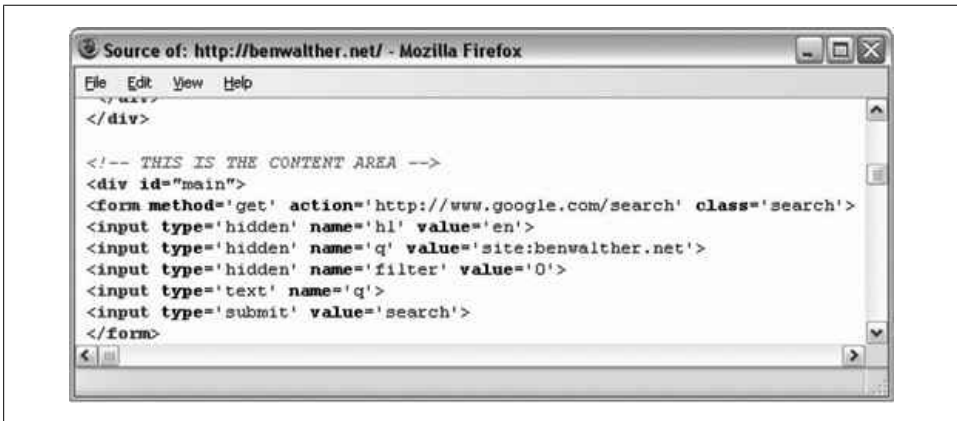 Source of: http://benwalther.net/ - Mozilla Firefox
File Edit View Help
</div>
</div>
<!-- THIS IS THE CONTENT AREA -->
<div id="main">
<form method='get' action='http://www.google.com/search' class='search'>
<input type='hidden' name='hl' value='en'>
<input type='hidden' name='q' value='site:benwalther.net'>
<input type='hidden' name='filter' value='0'>
<input type='text' name='q'>
<input type='submit' value='search'>
</form>